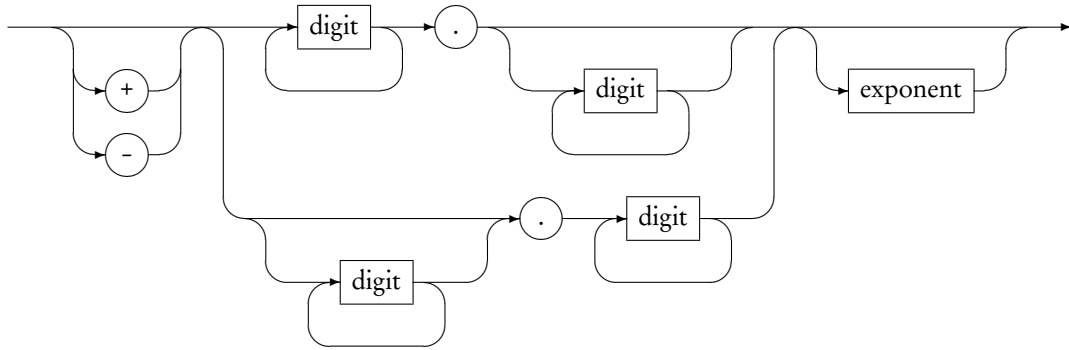 digit .
+ digit exponent
-
. digit
digit